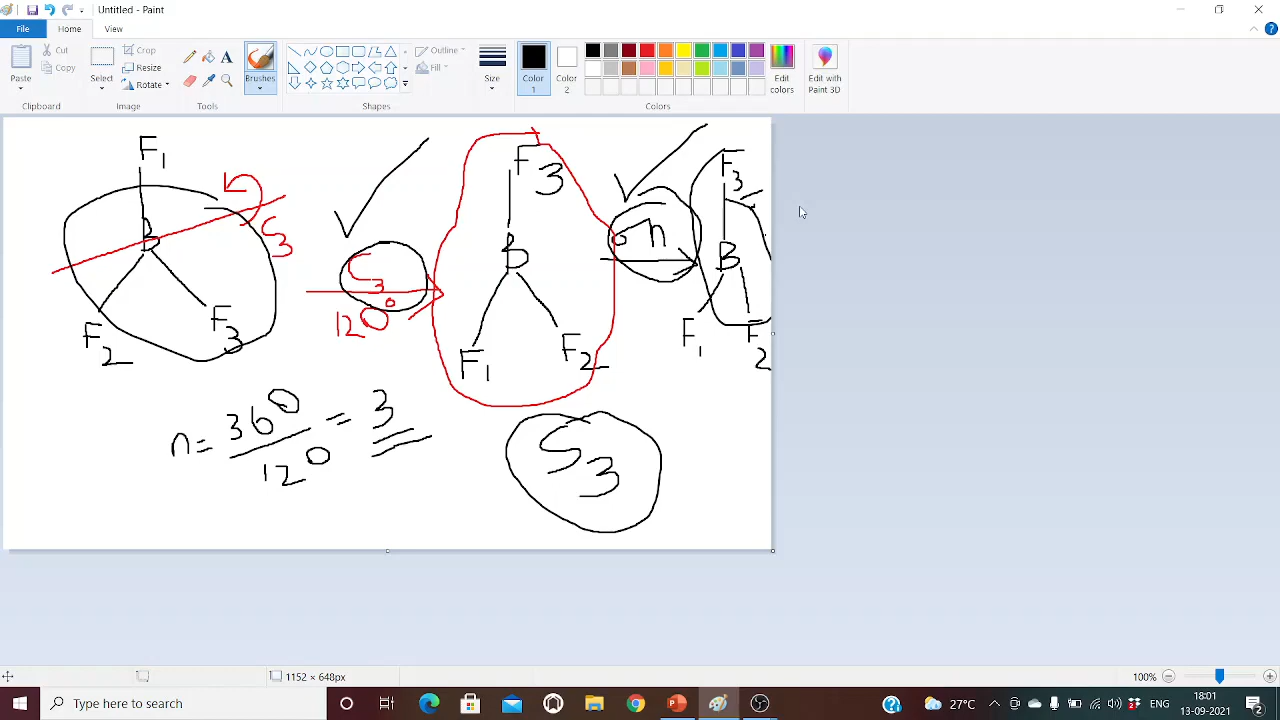 Untitled - Paint
File
Home
View
Paste
Cut
Copy
Clipboard
Select
Crop
Resize
Rotate
Image
A
Tools
Brushes
Outline
Fill
Shapes
Size
Color
1
Color
2
Edit
colors
Colors
Edit with
Paint 3D
F1
B
F2
F3
C3
C3
120°
F3
B
F1
F2
σh
F3
B
F1
F2
n= 360/120 = 3
S3
1152 × 648px
100%
Type here to search
27°C
ENG
18:01
13-09-2021
2